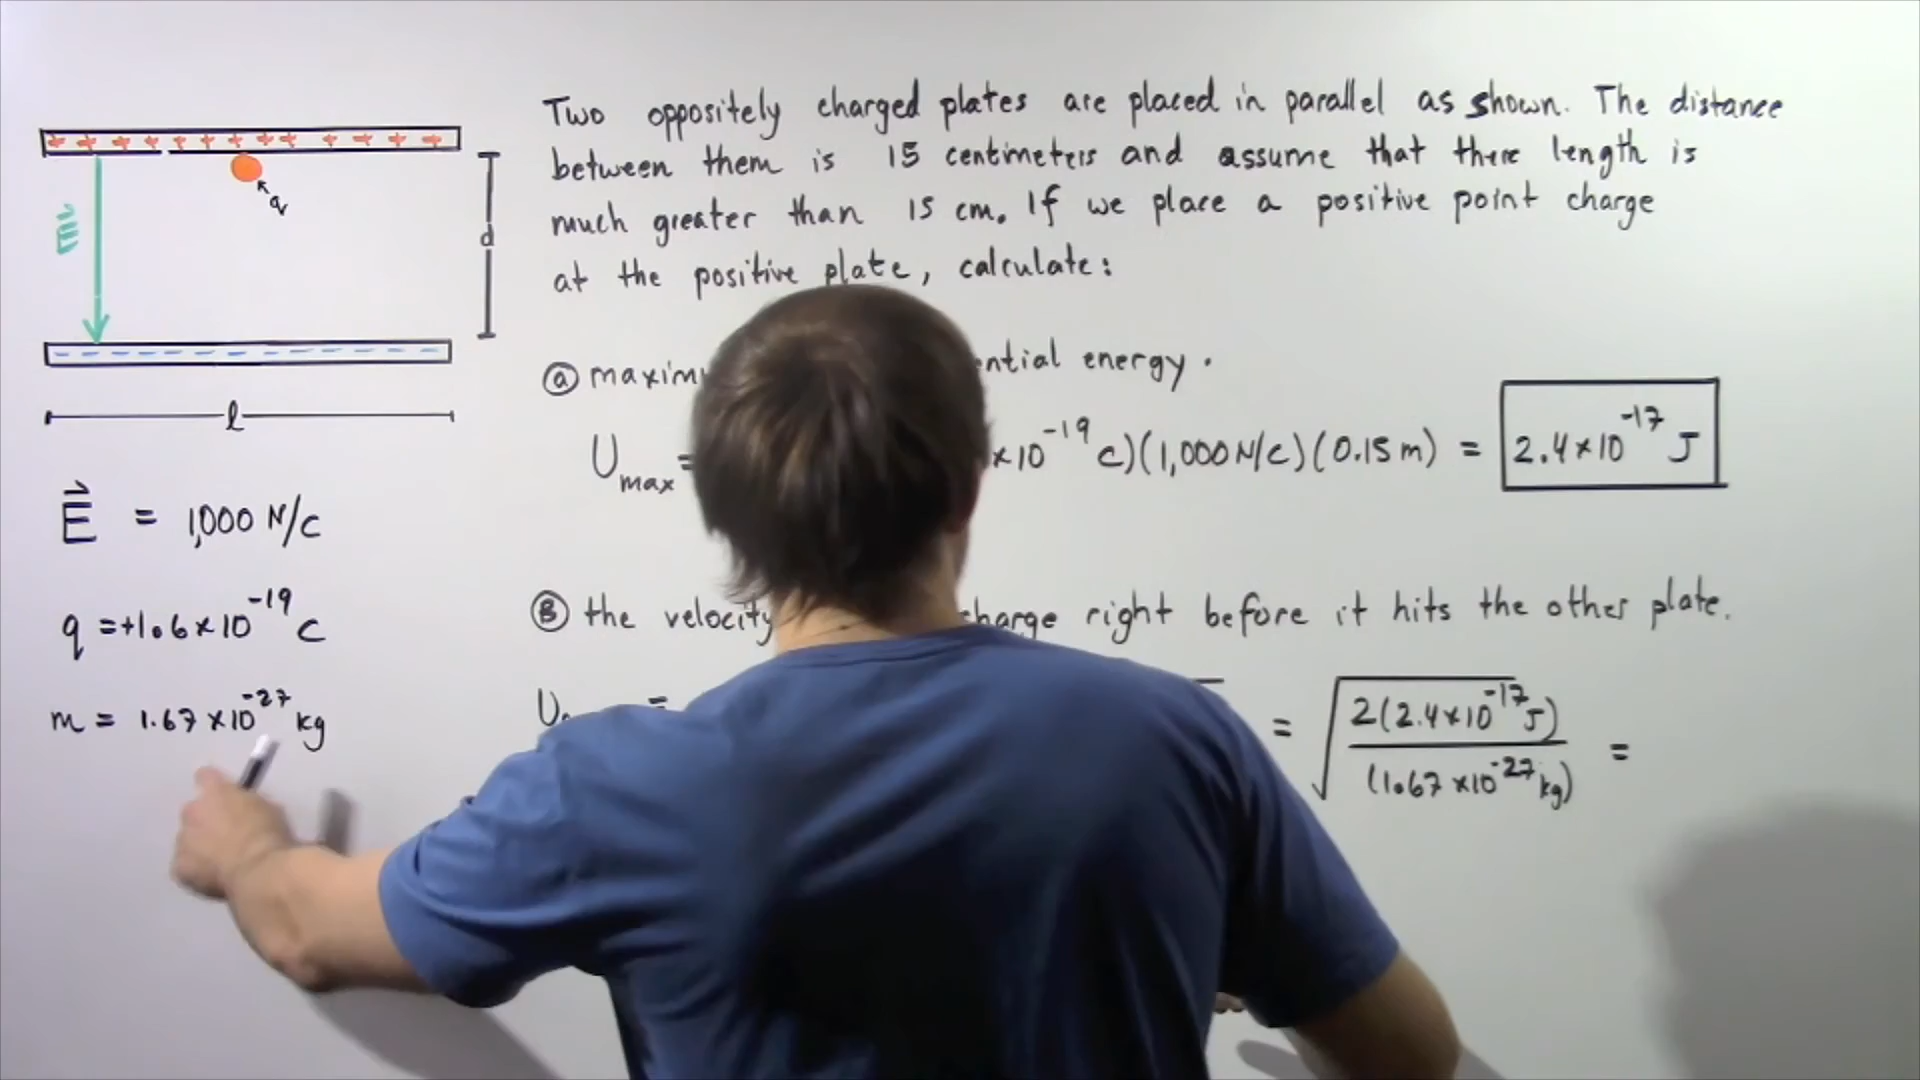 + + + + + + + + + + + + +
q
E⃗
d
- - - - - - - - - - -
l
E⃗ = 1,000 N/C
q = +1.6 × 10⁻¹⁹ C
m = 1.67 × 10⁻²⁷ kg
Two oppositely charged plates are placed in parallel as shown. The distance
between them is 15 centimeters and assume that there length is
much greater than 15 cm. If we place a positive point charge
at the positive plate, calculate:
ⓐ energy.
U max = ×10⁻¹⁹ C)(1,000 N/C)(0.15 m) = 2.4×10⁻¹⁷ J
Ⓑ the velocity charge right before it hits the other plate.
= √(2(2.4×10⁻¹⁷ J) / (1.67×10⁻²⁷ kg)) =